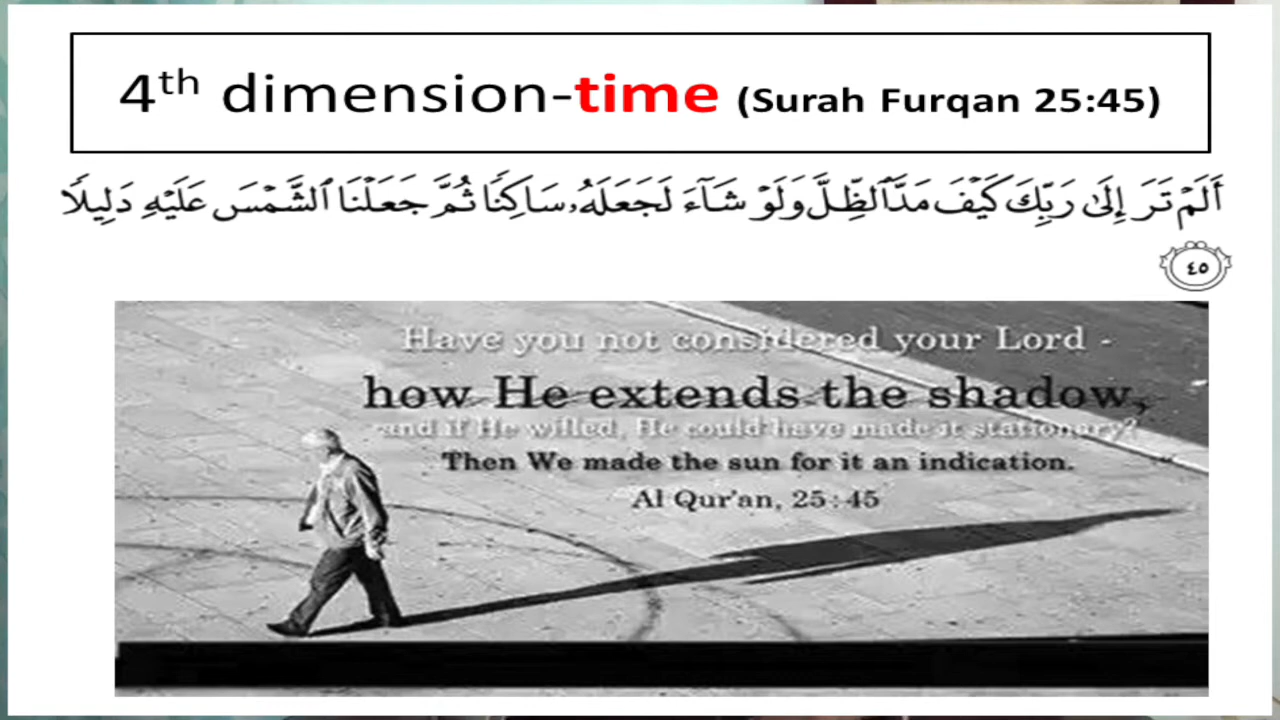 4th dimension-time (Surah Furqan 25:45)
أَلَمْ تَرَ إِلَىٰ رَبِّكَ كَيْفَ مَدَّ ٱلظِّلَّ وَلَوْ شَآءَ لَجَعَلَهُۥ سَاكِنًا ثُمَّ جَعَلْنَا ٱلشَّمْسَ عَلَيْهِ دَلِيلًا
٤٥
Have you not considered your Lord -
how He extends the shadow,
and if He willed, He could have made it stationary?
Then We made the sun for it an indication.
Al Qur'an, 25:45